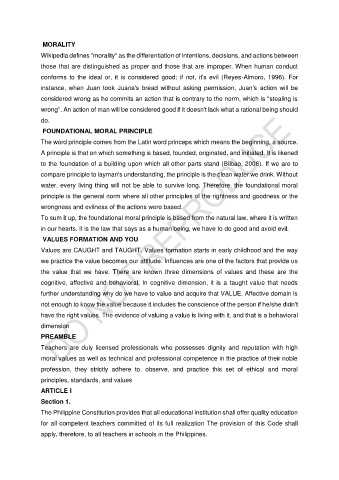 MORALITY
Wikipedia defines "morality" as the differentiation of intentions, decisions, and actions between
those that are distinguished as proper and those that are improper. When human conduct
conforms to the ideal or, it is considered good; if not, it's evil (Reyes-Almoro, 1996). For
instance, when Juan took Juana's bread without asking permission, Juan's action will be
considered wrong as he commits an action that is contrary to the norm, which is "stealing is
wrong". An action of man will be considered good if it doesn't lack what a rational being should
do.
FOUNDATIONAL MORAL PRINCIPLE
The word principle comes from the Latin word princeps which means the beginning, a source.
A principle is that on which something is based, founded, originated, and initiated. It is likened
to the foundation of a building upon which all other parts stand (Bilbao, 2006). If we are to
compare principle to layman's understanding, the principle is the clean water we drink. Without
water, every living thing will not be able to survive long. Therefore, the foundational moral
principle is the general norm where all other principles of the rightness and goodness or the
wrongness and evilness of the actions were based.
To sum it up, the foundational moral principle is based from the natural law, where it is written
in our hearts. It is the law that says as a human being, we have to do good and avoid evil.
VALUES FORMATION AND YOU
Values are CAUGHT and TAUGHT. Values formation starts in early childhood and the way
we practice the value becomes our attitude. Influences are one of the factors that provide us
the value that we have. There are known three dimensions of values and these are the
cognitive, affective and behavioral. In cognitive dimension, it is a taught value that needs
further understanding why do we have to value and acquire that VALUE. Affective domain is
not enough to know the value because it includes the conscience of the person if he/she didn't
have the right values. The evidence of valuing a value is living with it, and that is a behavioral
dimension
PREAMBLE
Teachers are duly licensed professionals who possesses dignity and reputation with high
moral values as well as technical and professional competence in the practice of their noble
profession, they strictly adhere to, observe, and practice this set of ethical and moral
principles, standards, and values
ARTICLE I
Section 1.
The Philippine Constitution provides that all educational institution shall offer quality education
for all competent teachers committed of its full realization The provision of this Code shall
apply, therefore, to all teachers in schools in the Philippines.
DO NOT REPRODUCE